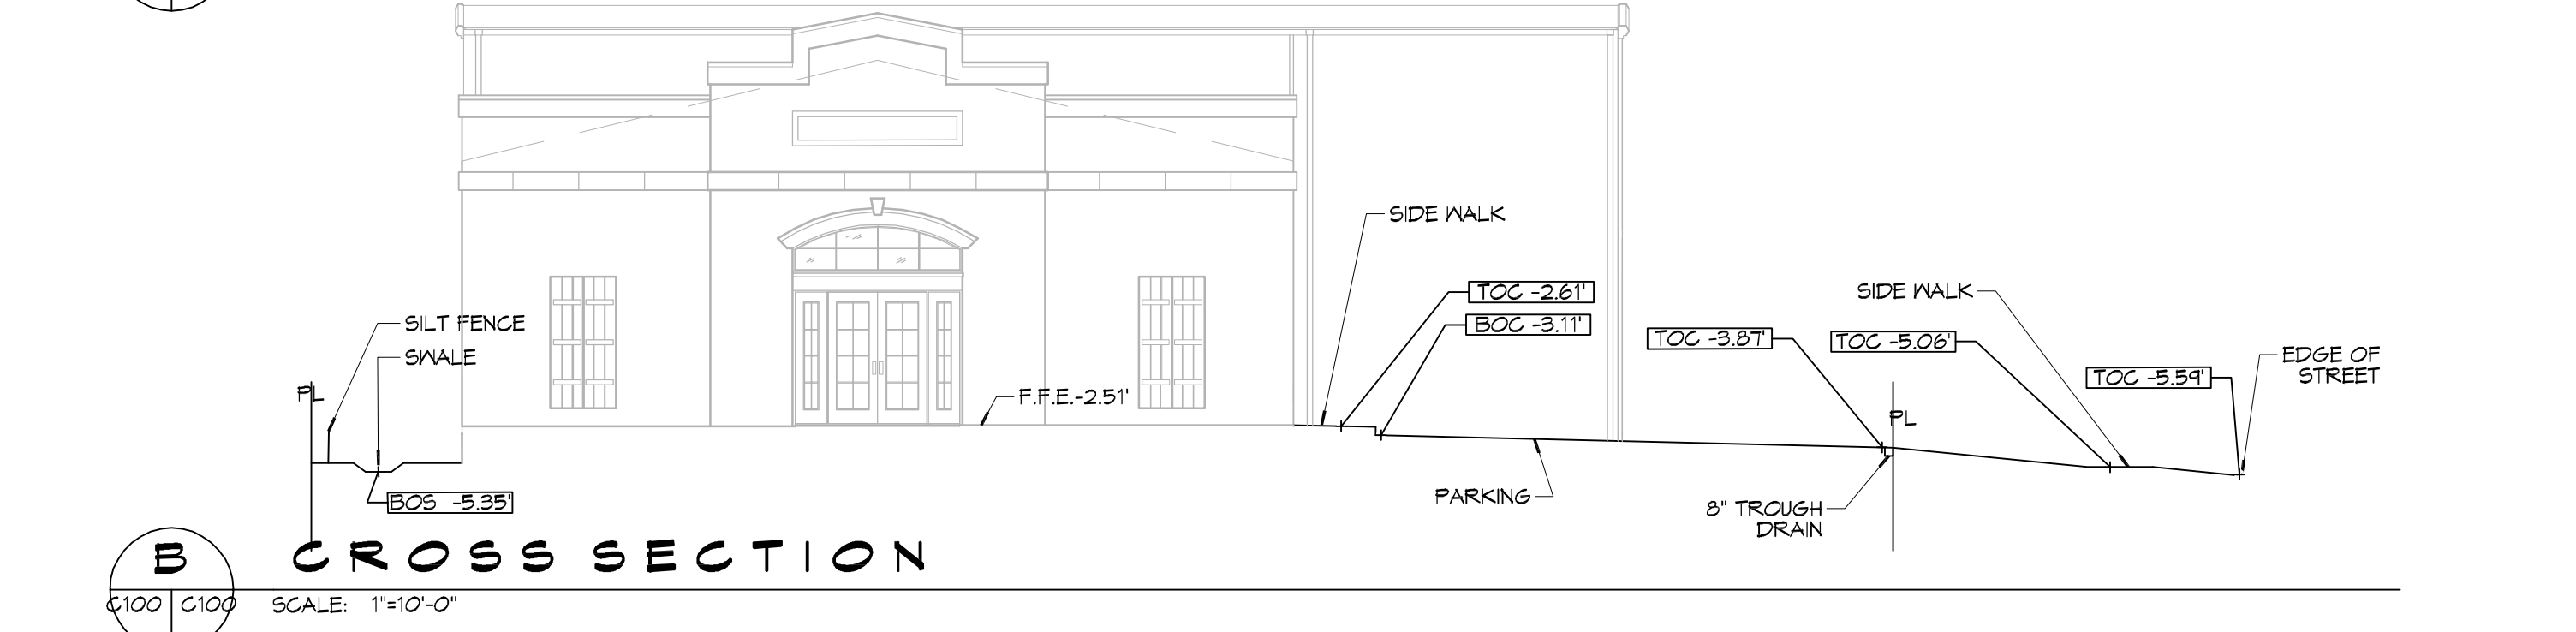 SIDE WALK
TOC -2.61'
SIDE WALK
SILT FENCE
BOC -3.11'
TOC -3.87'
TOC -5.06'
SWALE
EDGE OF
STREET
TOC -5.59'
PL
F.F.E.-2.51'
PL
PARKING
BOS -5.35'
8" TROUGH
DRAIN
B CROSS SECTION
C100 C100 SCALE: 1"=10'-0"